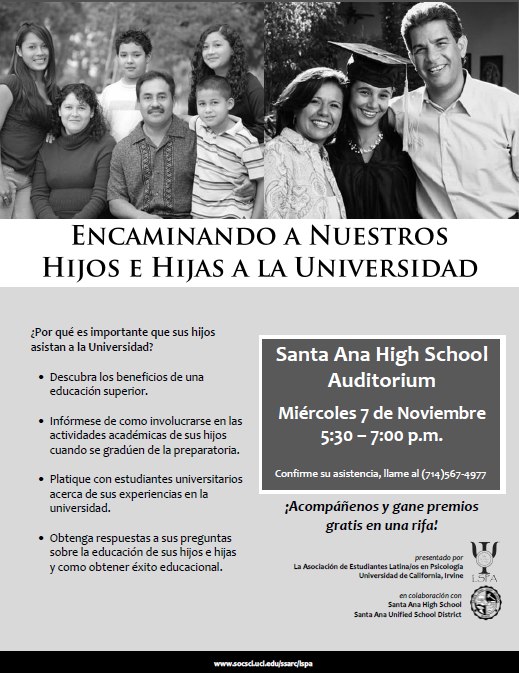 ENCAMINANDO A NUESTROS
HIJOS E HIJAS A LA UNIVERSIDAD
¿Por qué es importante que sus hijos
asistan a la Universidad?
• Descubra los beneficios de una
educación superior.
• Infórmese de como involucrarse en las
actividades académicas de sus hijos
cuando se gradúen de la preparatoria.
• Platique con estudiantes universitarios
acerca de sus experiencias en la
universidad.
• Obtenga respuestas a sus preguntas
sobre la educación de sus hijos e hijas
y como obtener éxito educacional.
Santa Ana High School
Auditorium
Miércoles 7 de Noviembre
5:30 – 7:00 p.m.
Confirme su asistencia, llame al (714)567-4977
¡Acompáñenos y gane premios
gratis en una rifa!
presentado por
La Asociación de Estudiantes Latina/os en Psicología
Universidad de California, Irvine
LSPA
en colaboración con
Santa Ana High School
Santa Ana Unified School District
www.socsci.uci.edu/ssarc/lspa